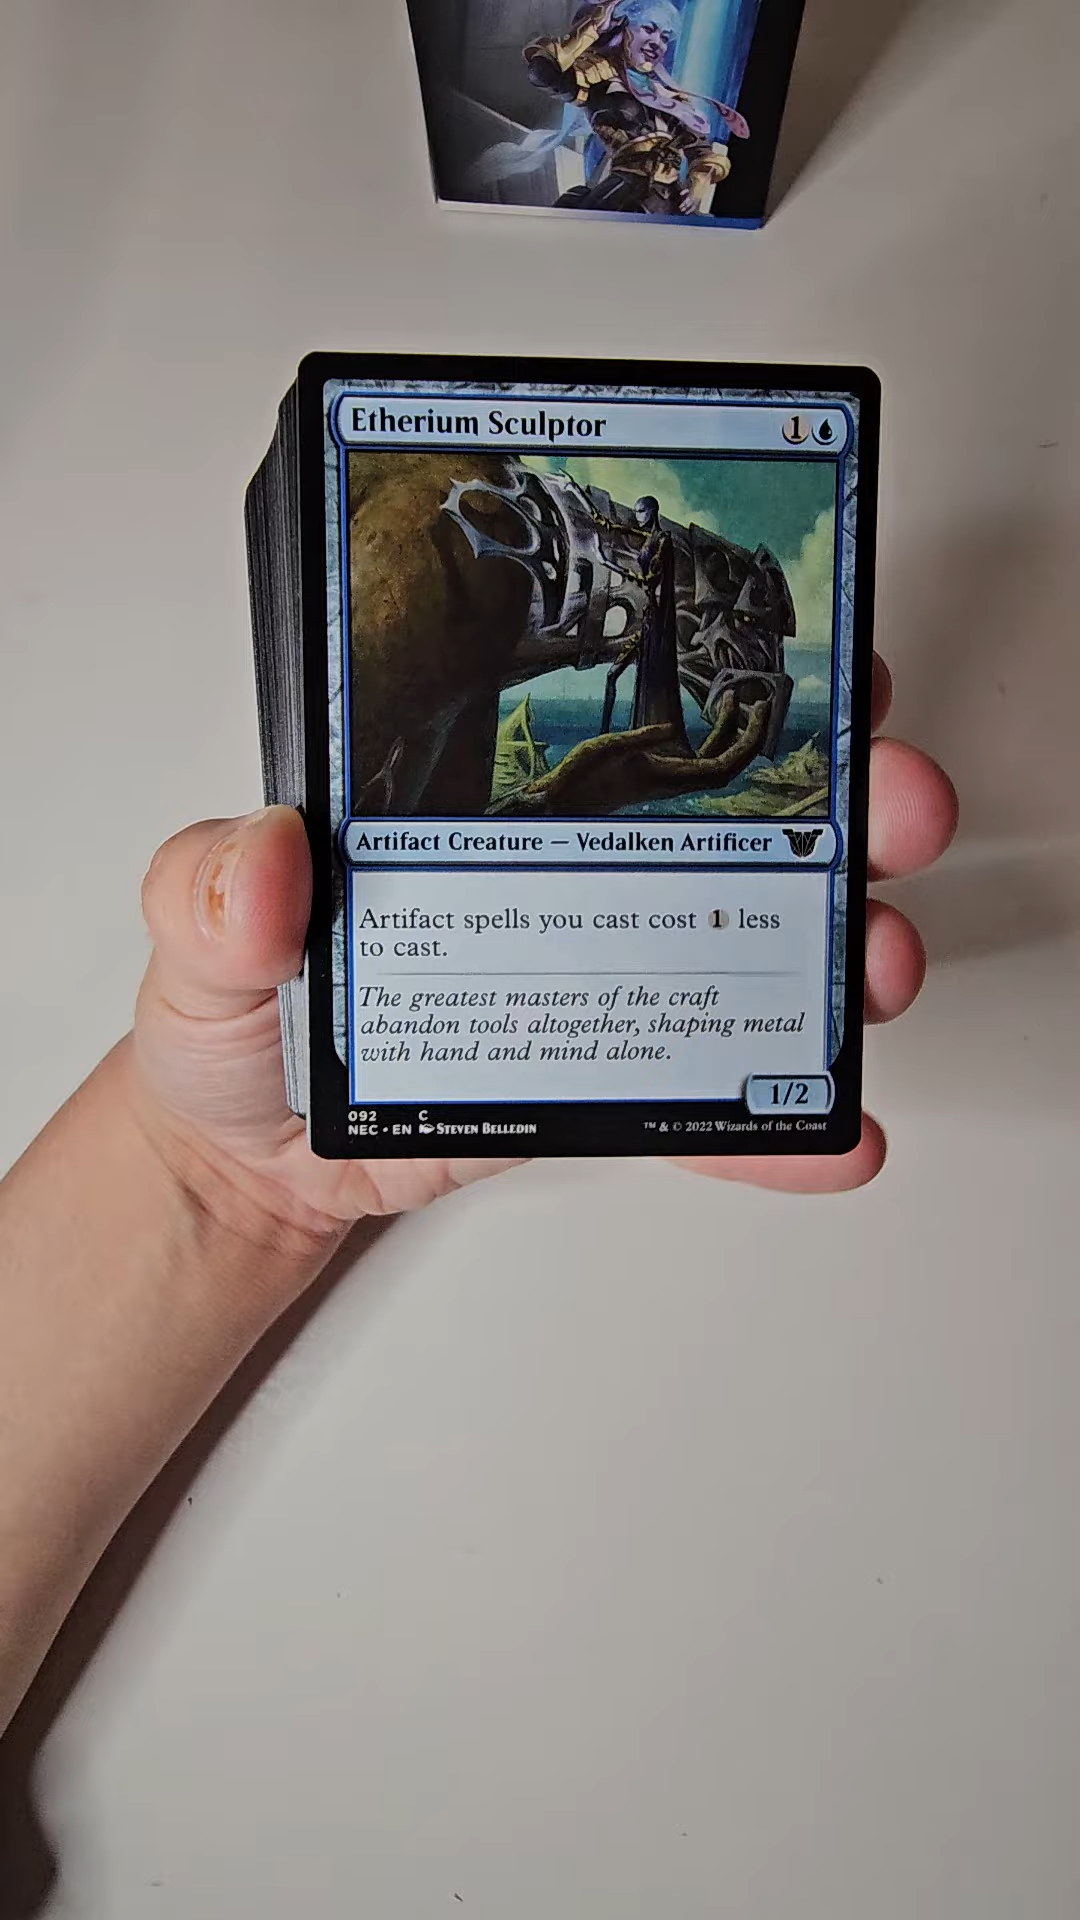 Etherium Sculptor 1
Artifact Creature — Vedalken Artificer
Artifact spells you cast cost 1 less
to cast.
The greatest masters of the craft
abandon tools altogether, shaping metal
with hand and mind alone.
1/2
092 C
NEC • EN Steven Belledin
™ & © 2022 Wizards of the Coast